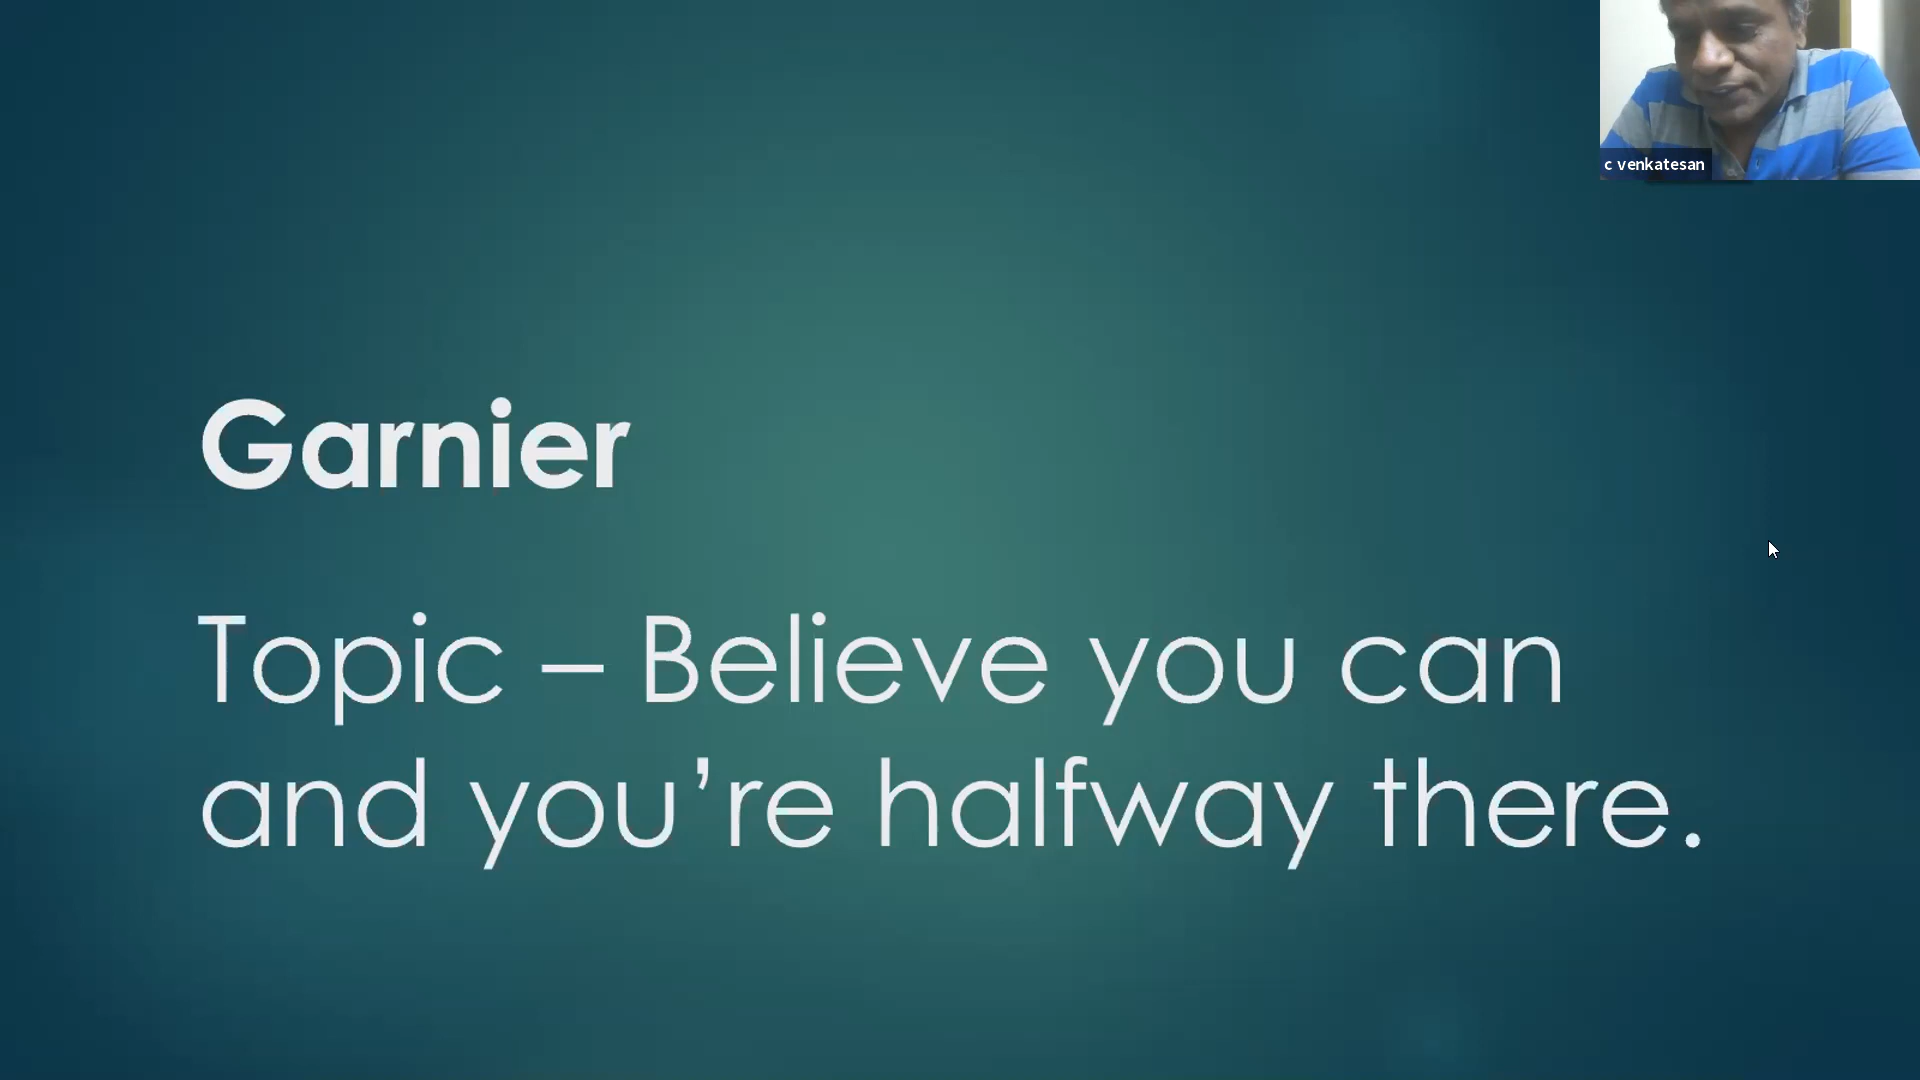 c venkatesan
Garnier
Topic – Believe you can
and you’re halfway there.